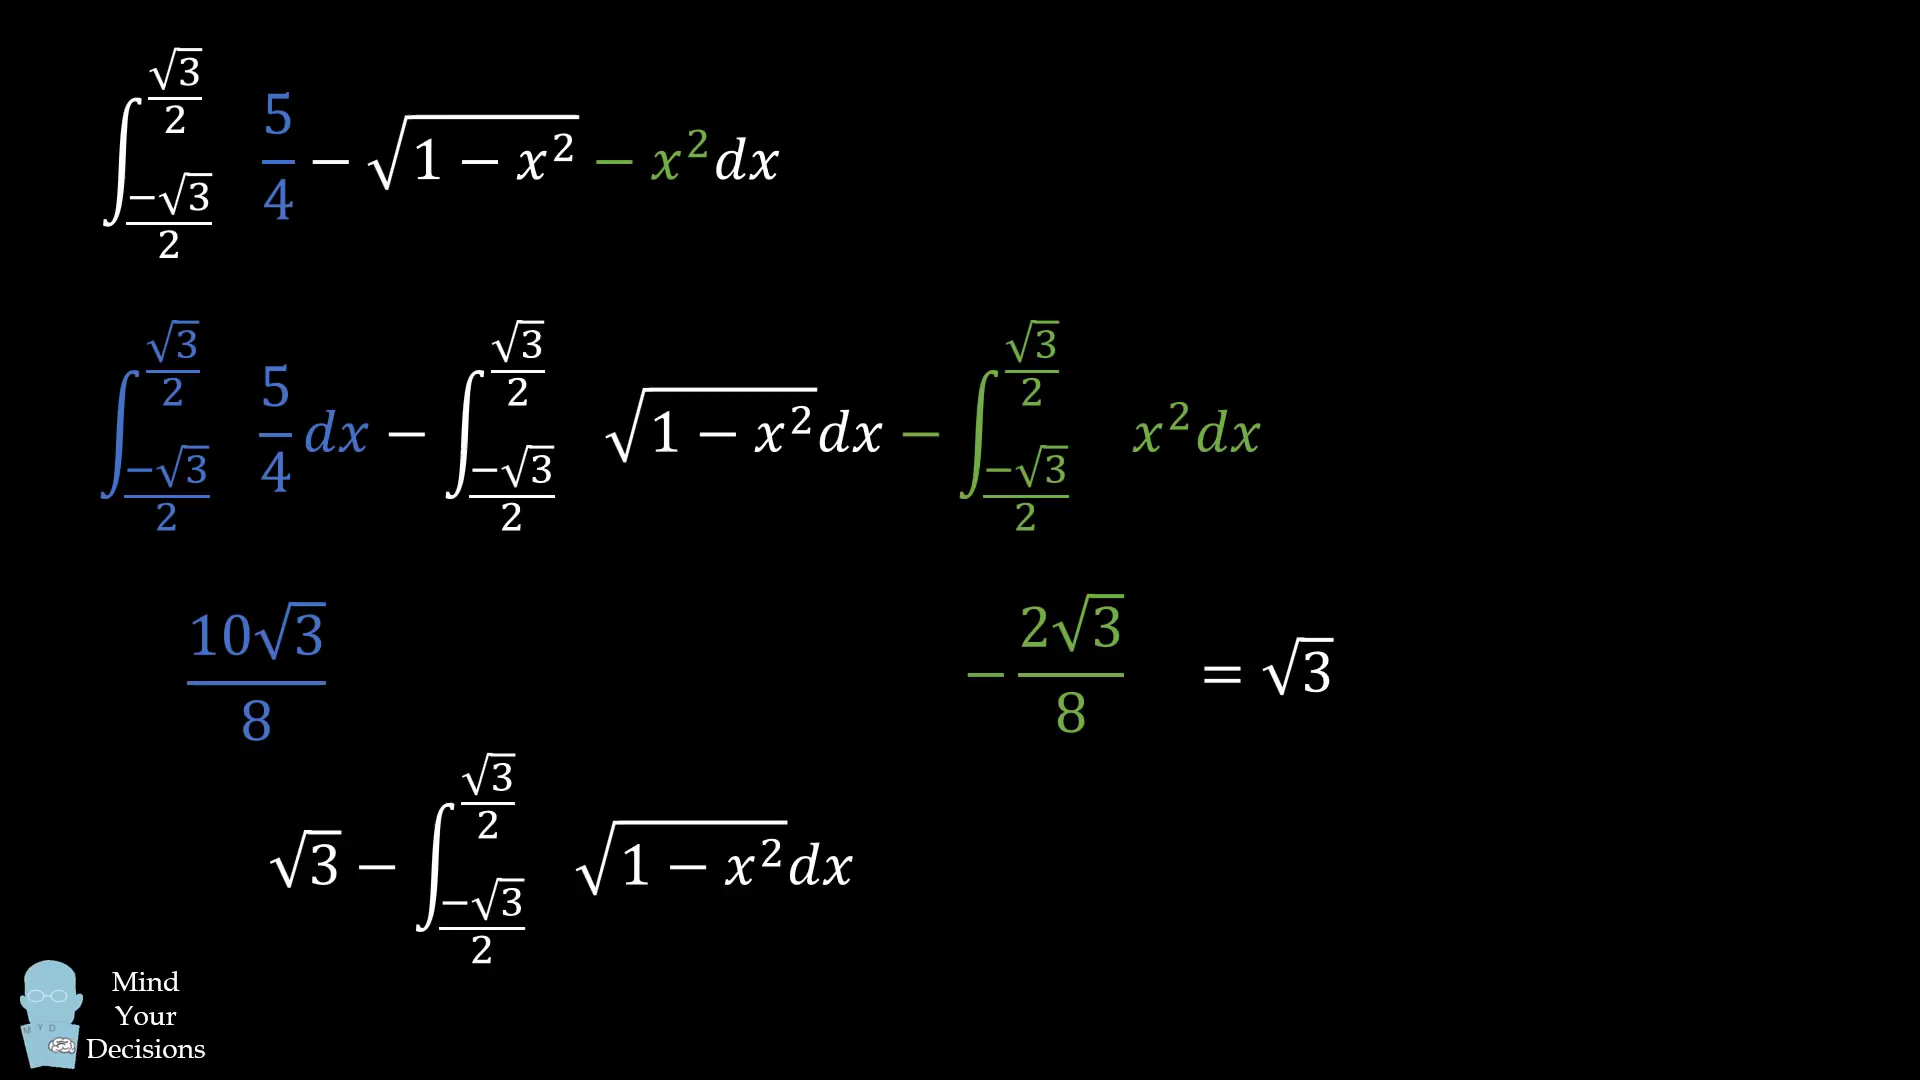 ∫_{-√3/2}^{√3/2} 5/4 − √(1 − x²) − x² dx
∫_{-√3/2}^{√3/2} 5/4 dx − ∫_{-√3/2}^{√3/2} √(1 − x²) dx − ∫_{-√3/2}^{√3/2} x² dx
10√3/8 − 2√3/8 = √3
√3 − ∫_{-√3/2}^{√3/2} √(1 − x²) dx
M Y D
Mind
Your
Decisions